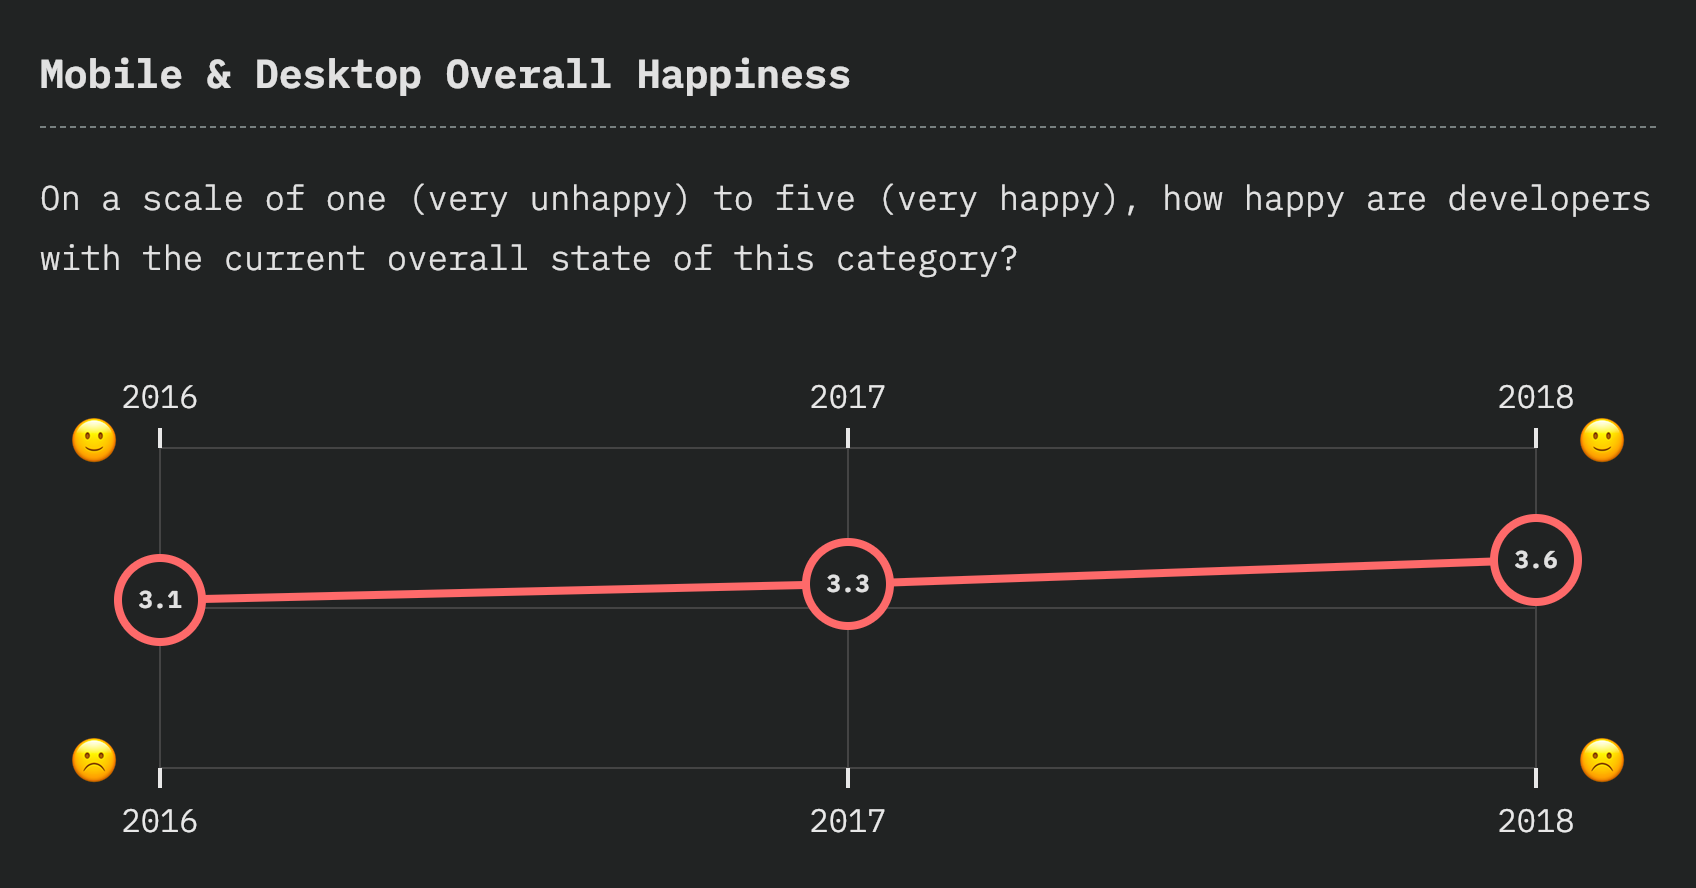 Mobile & Desktop Overall Happiness
On a scale of one (very unhappy) to five (very happy), how happy are developers
with the current overall state of this category?
2016 2017 2018
3.1 3.3 3.6
2016 2017 2018